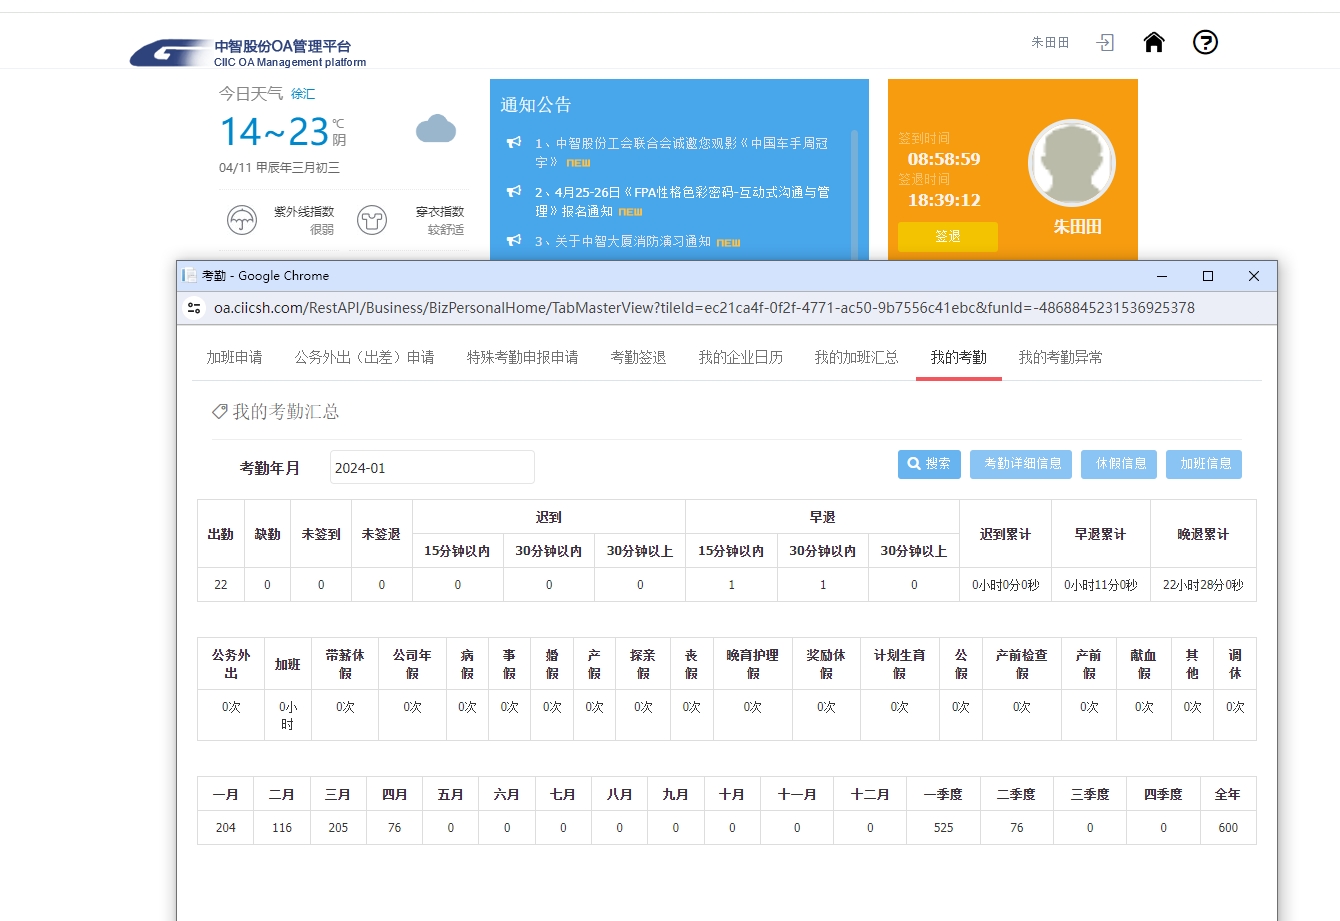 中智股份OA管理平台
CIIC OA Management platform
朱田田
今日天气 徐汇
14~23 ℃ 阴
04/11 甲辰年三月初三
紫外线指数 很弱
穿衣指数 较舒适
通知公告
1、中智股份工会联合会诚邀您观影《中国车手周冠
宇》 NEW
2、4月25-26日《FPA性格色彩密码-互动式沟通与管
理》报名通知 NEW
3、关于中智大厦消防演习通知 NEW
签到时间
08:58:59
签退时间
18:39:12
签退
朱田田
考勤 - Google Chrome
oa.ciicsh.com/RestAPI/Business/BizPersonalHome/TabMasterView?tileId=ec21ca4f-0f2f-4771-ac50-9b7556c41ebc&funId=-4868845231536925378
加班申请 公务外出（出差）申请 特殊考勤申报申请 考勤签退 我的企业日历 我的加班汇总 我的考勤 我的考勤异常
我的考勤汇总
考勤年月 2024-01 搜索 考勤详细信息 休假信息 加班信息
出勤 缺勤 未签到 未签退 迟到 早退 迟到累计 早退累计 晚退累计
15分钟以内 30分钟以内 30分钟以上 15分钟以内 30分钟以内 30分钟以上
22 0 0 0 0 0 0 1 1 0 0小时0分0秒 0小时11分0秒 22小时28分0秒
公务外出 加班 带薪休假 公司年假 病假 事假 婚假 产假 探亲假 丧假 晚育护理假 奖励休假 计划生育假 公假 产前检查假 产前假 献血假 其他 调休
0次 0小时 0次 0次 0次 0次 0次 0次 0次 0次 0次 0次 0次 0次 0次 0次 0次 0次 0次
一月 二月 三月 四月 五月 六月 七月 八月 九月 十月 十一月 十二月 一季度 二季度 三季度 四季度 全年
204 116 205 76 0 0 0 0 0 0 0 0 525 76 0 0 600